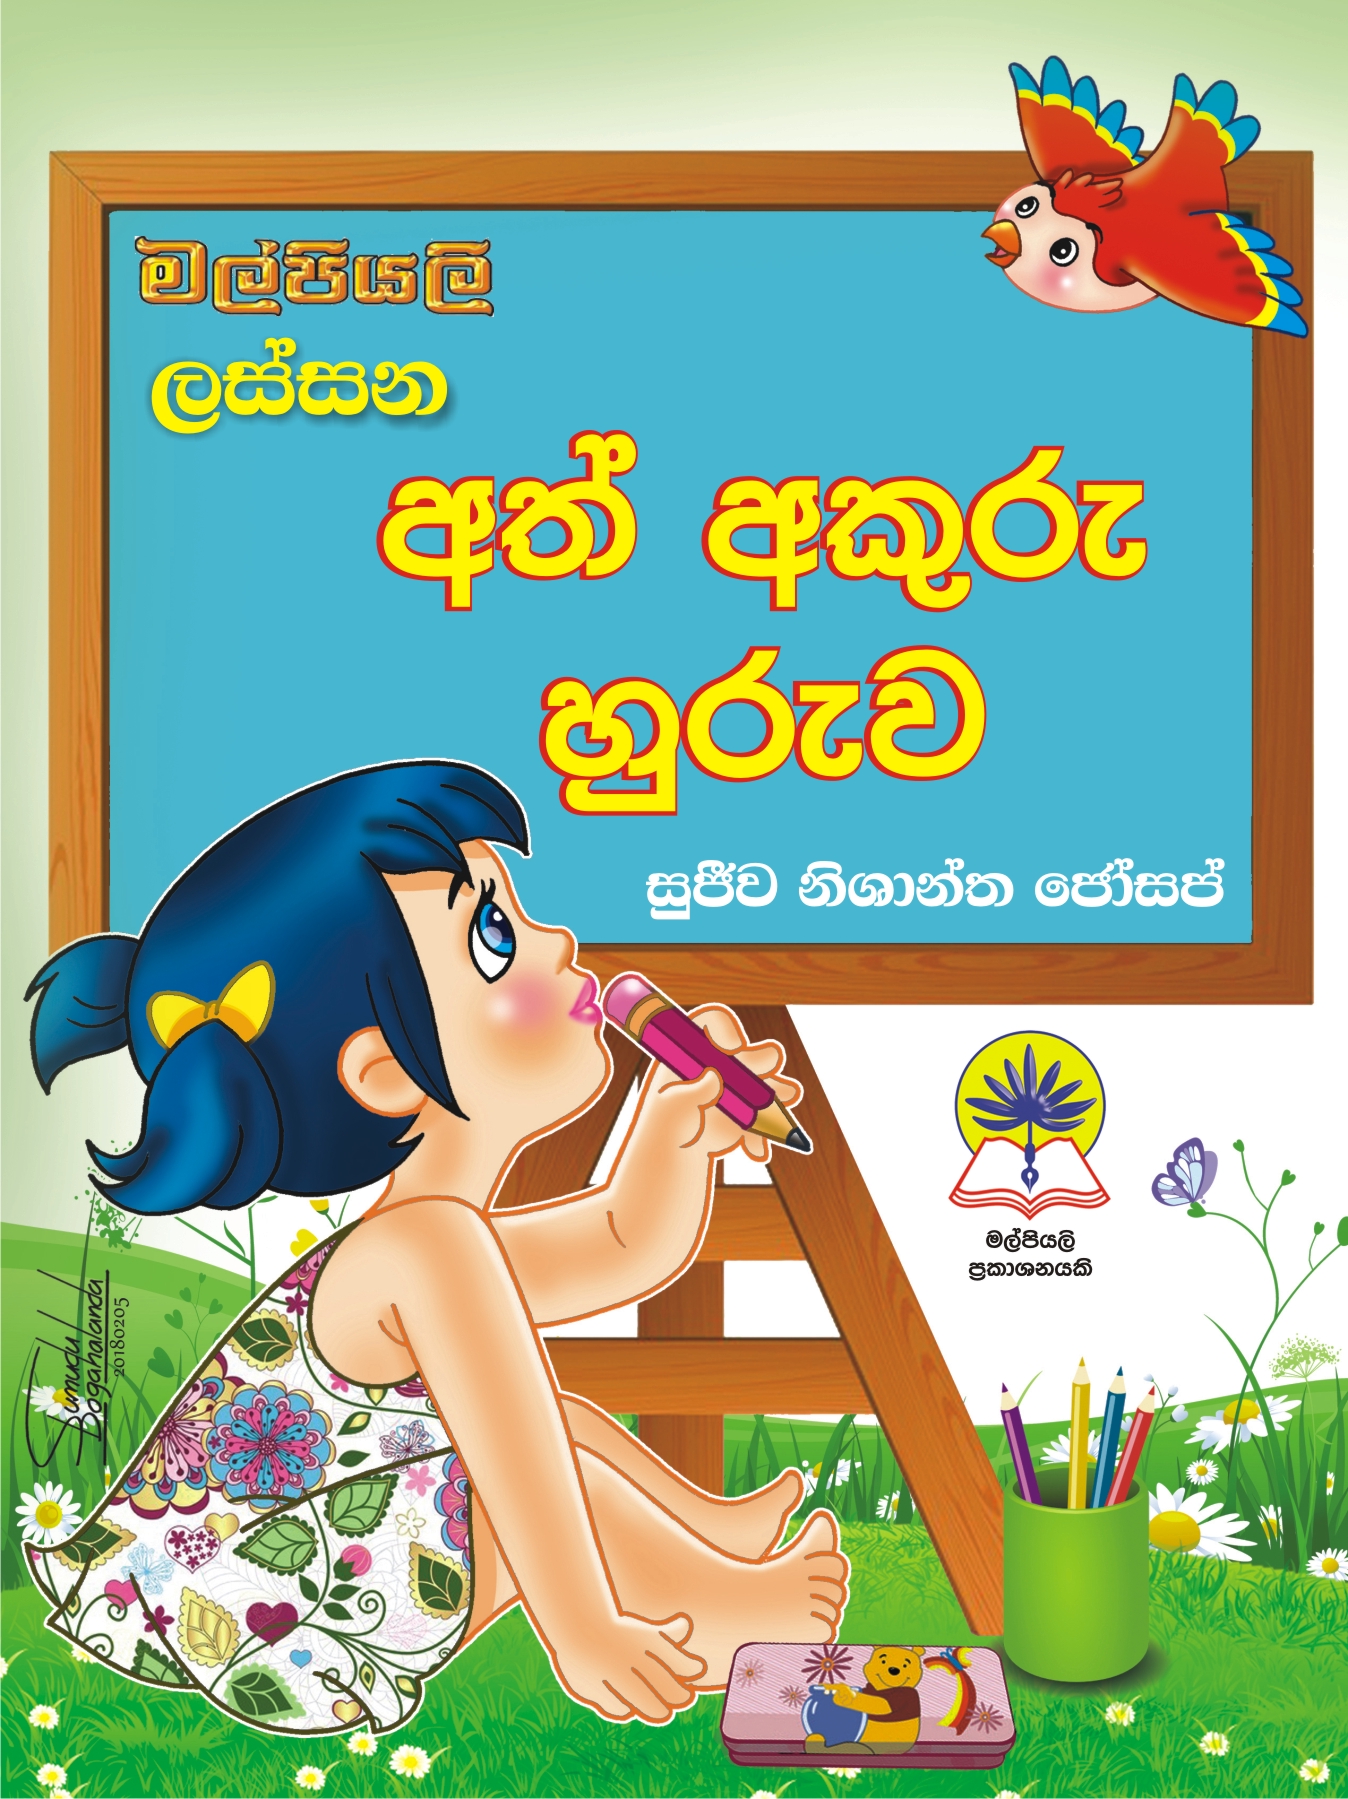 මල්පියලි
ලස්සන
අත් අකුරු
හුරුව
සුජීව නිශාන්ත ජෝසප්
මල්පියලි
ප්‍රකාශනයකි
Sumudu
Bogahalanda
20180205